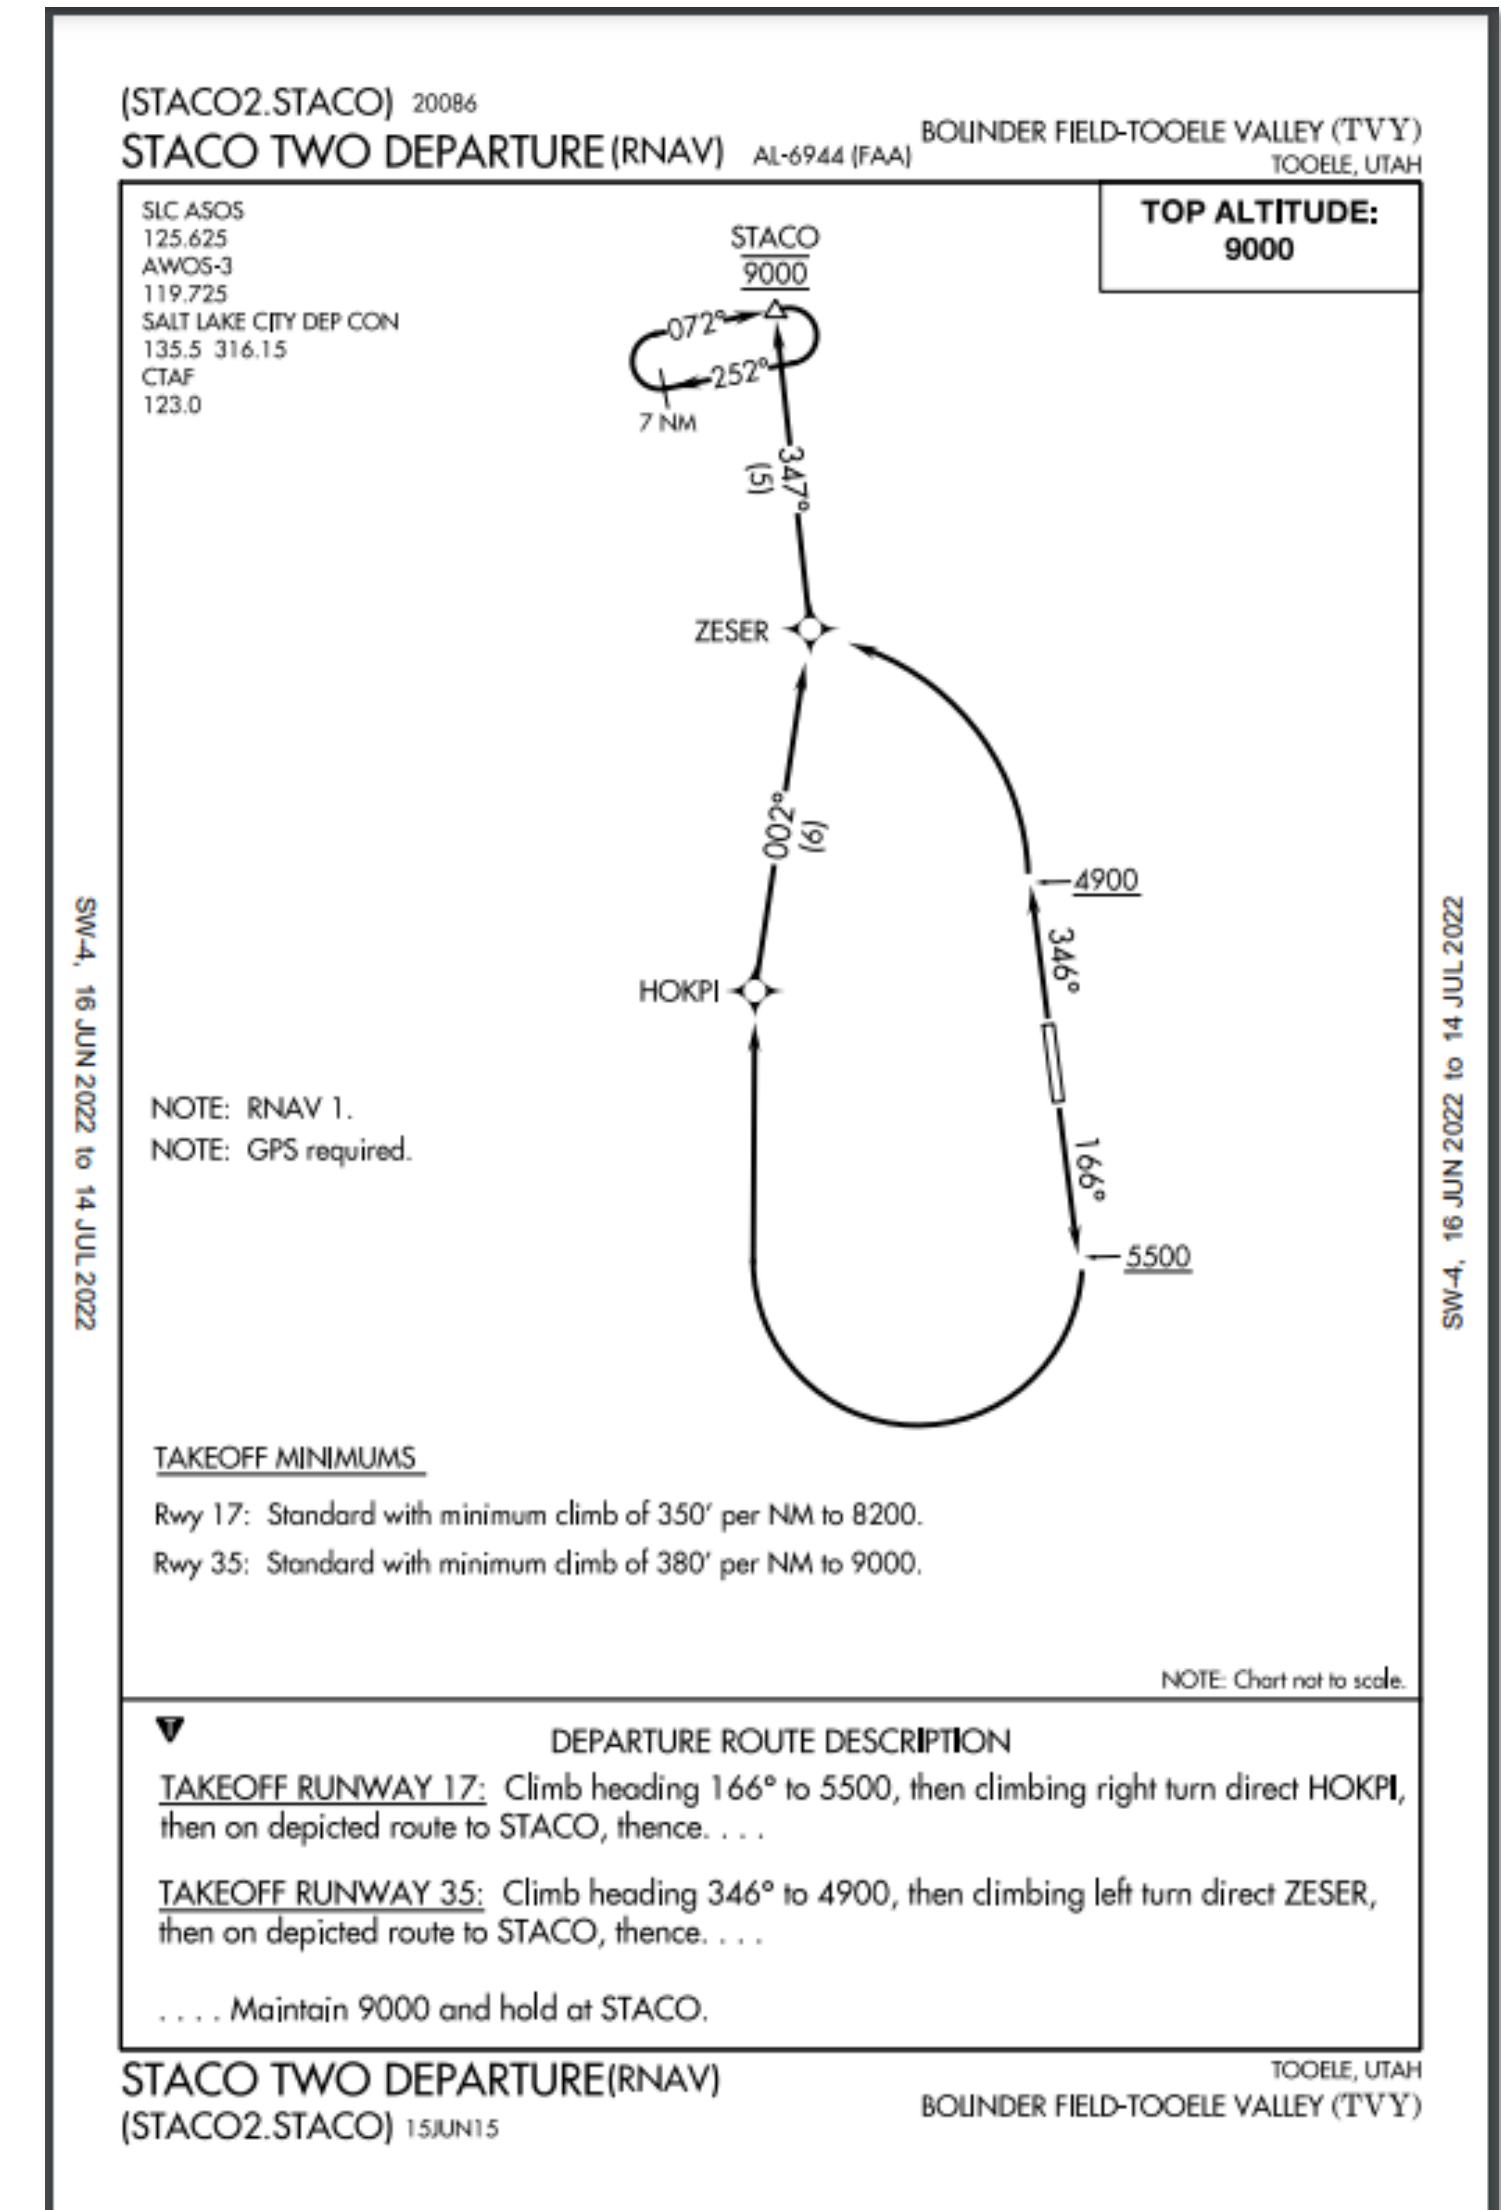 (STACO2.STACO) 20086
STACO TWO DEPARTURE (RNAV) AL-6944 (FAA)
BOLINDER FIELD-TOOELE VALLEY (TVY)
TOOELE, UTAH
SLC ASOS
125.625
AWOS-3
119.725
SALT LAKE CITY DEP CON
135.5 316.15
CTAF
123.0
TOP ALTITUDE:
9000
STACO
9000
072°
252°
7 NM
347°
(5)
ZESER
002°
(6)
4900
346°
HOKPI
166°
5500
NOTE: RNAV 1.
NOTE: GPS required.
SW-4, 16 JUN 2022 to 14 JUL 2022
SW-4, 16 JUN 2022 to 14 JUL 2022
TAKEOFF MINIMUMS
Rwy 17: Standard with minimum climb of 350' per NM to 8200.
Rwy 35: Standard with minimum climb of 380' per NM to 9000.
NOTE: Chart not to scale.
T
DEPARTURE ROUTE DESCRIPTION
TAKEOFF RUNWAY 17: Climb heading 166° to 5500, then climbing right turn direct HOKPI,
then on depicted route to STACO, thence. . . .
TAKEOFF RUNWAY 35: Climb heading 346° to 4900, then climbing left turn direct ZESER,
then on depicted route to STACO, thence. . . .
. . . . Maintain 9000 and hold at STACO.
STACO TWO DEPARTURE (RNAV)
(STACO2.STACO) 15JUN15
TOOELE, UTAH
BOLINDER FIELD-TOOELE VALLEY (TVY)